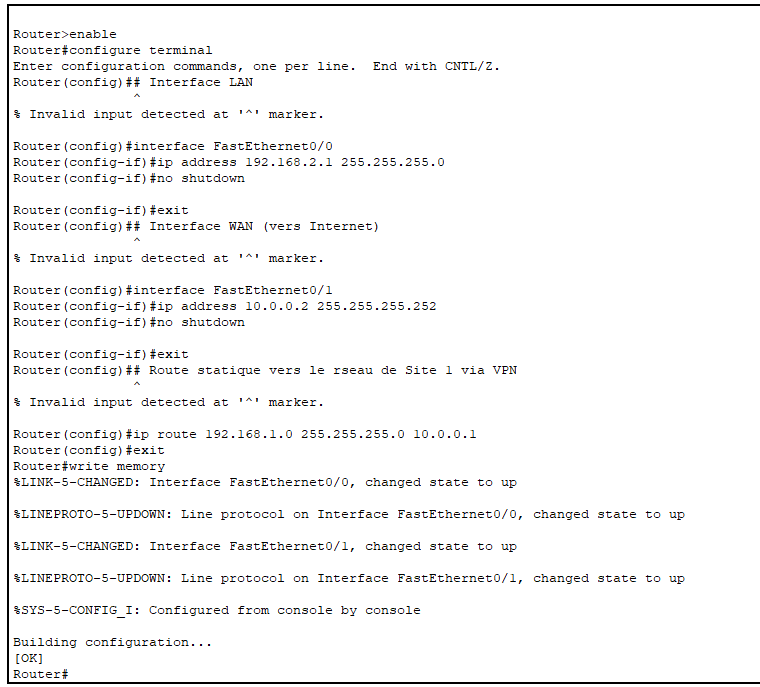 Router>enable
Router#configure terminal
Enter configuration commands, one per line.  End with CNTL/Z.
Router(config)## Interface LAN
^
% Invalid input detected at '^' marker.
Router(config)#interface FastEthernet0/0
Router(config-if)#ip address 192.168.2.1 255.255.255.0
Router(config-if)#no shutdown
Router(config-if)#exit
Router(config)## Interface WAN (vers Internet)
^
% Invalid input detected at '^' marker.
Router(config)#interface FastEthernet0/1
Router(config-if)#ip address 10.0.0.2 255.255.255.252
Router(config-if)#no shutdown
Router(config-if)#exit
Router(config)## Route statique vers le rseau de Site 1 via VPN
^
% Invalid input detected at '^' marker.
Router(config)#ip route 192.168.1.0 255.255.255.0 10.0.0.1
Router(config)#exit
Router#write memory
%LINK-5-CHANGED: Interface FastEthernet0/0, changed state to up
%LINEPROTO-5-UPDOWN: Line protocol on Interface FastEthernet0/0, changed state to up
%LINK-5-CHANGED: Interface FastEthernet0/1, changed state to up
%LINEPROTO-5-UPDOWN: Line protocol on Interface FastEthernet0/1, changed state to up
%SYS-5-CONFIG_I: Configured from console by console
Building configuration...
[OK]
Router#